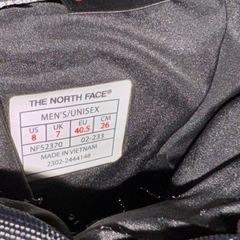 THE NORTH FACE®
MEN'S/UNISEX
US UK EU CM
8 7 40.5 26
NF52370 02-233
MADE IN VIETNAM
2302-2444148